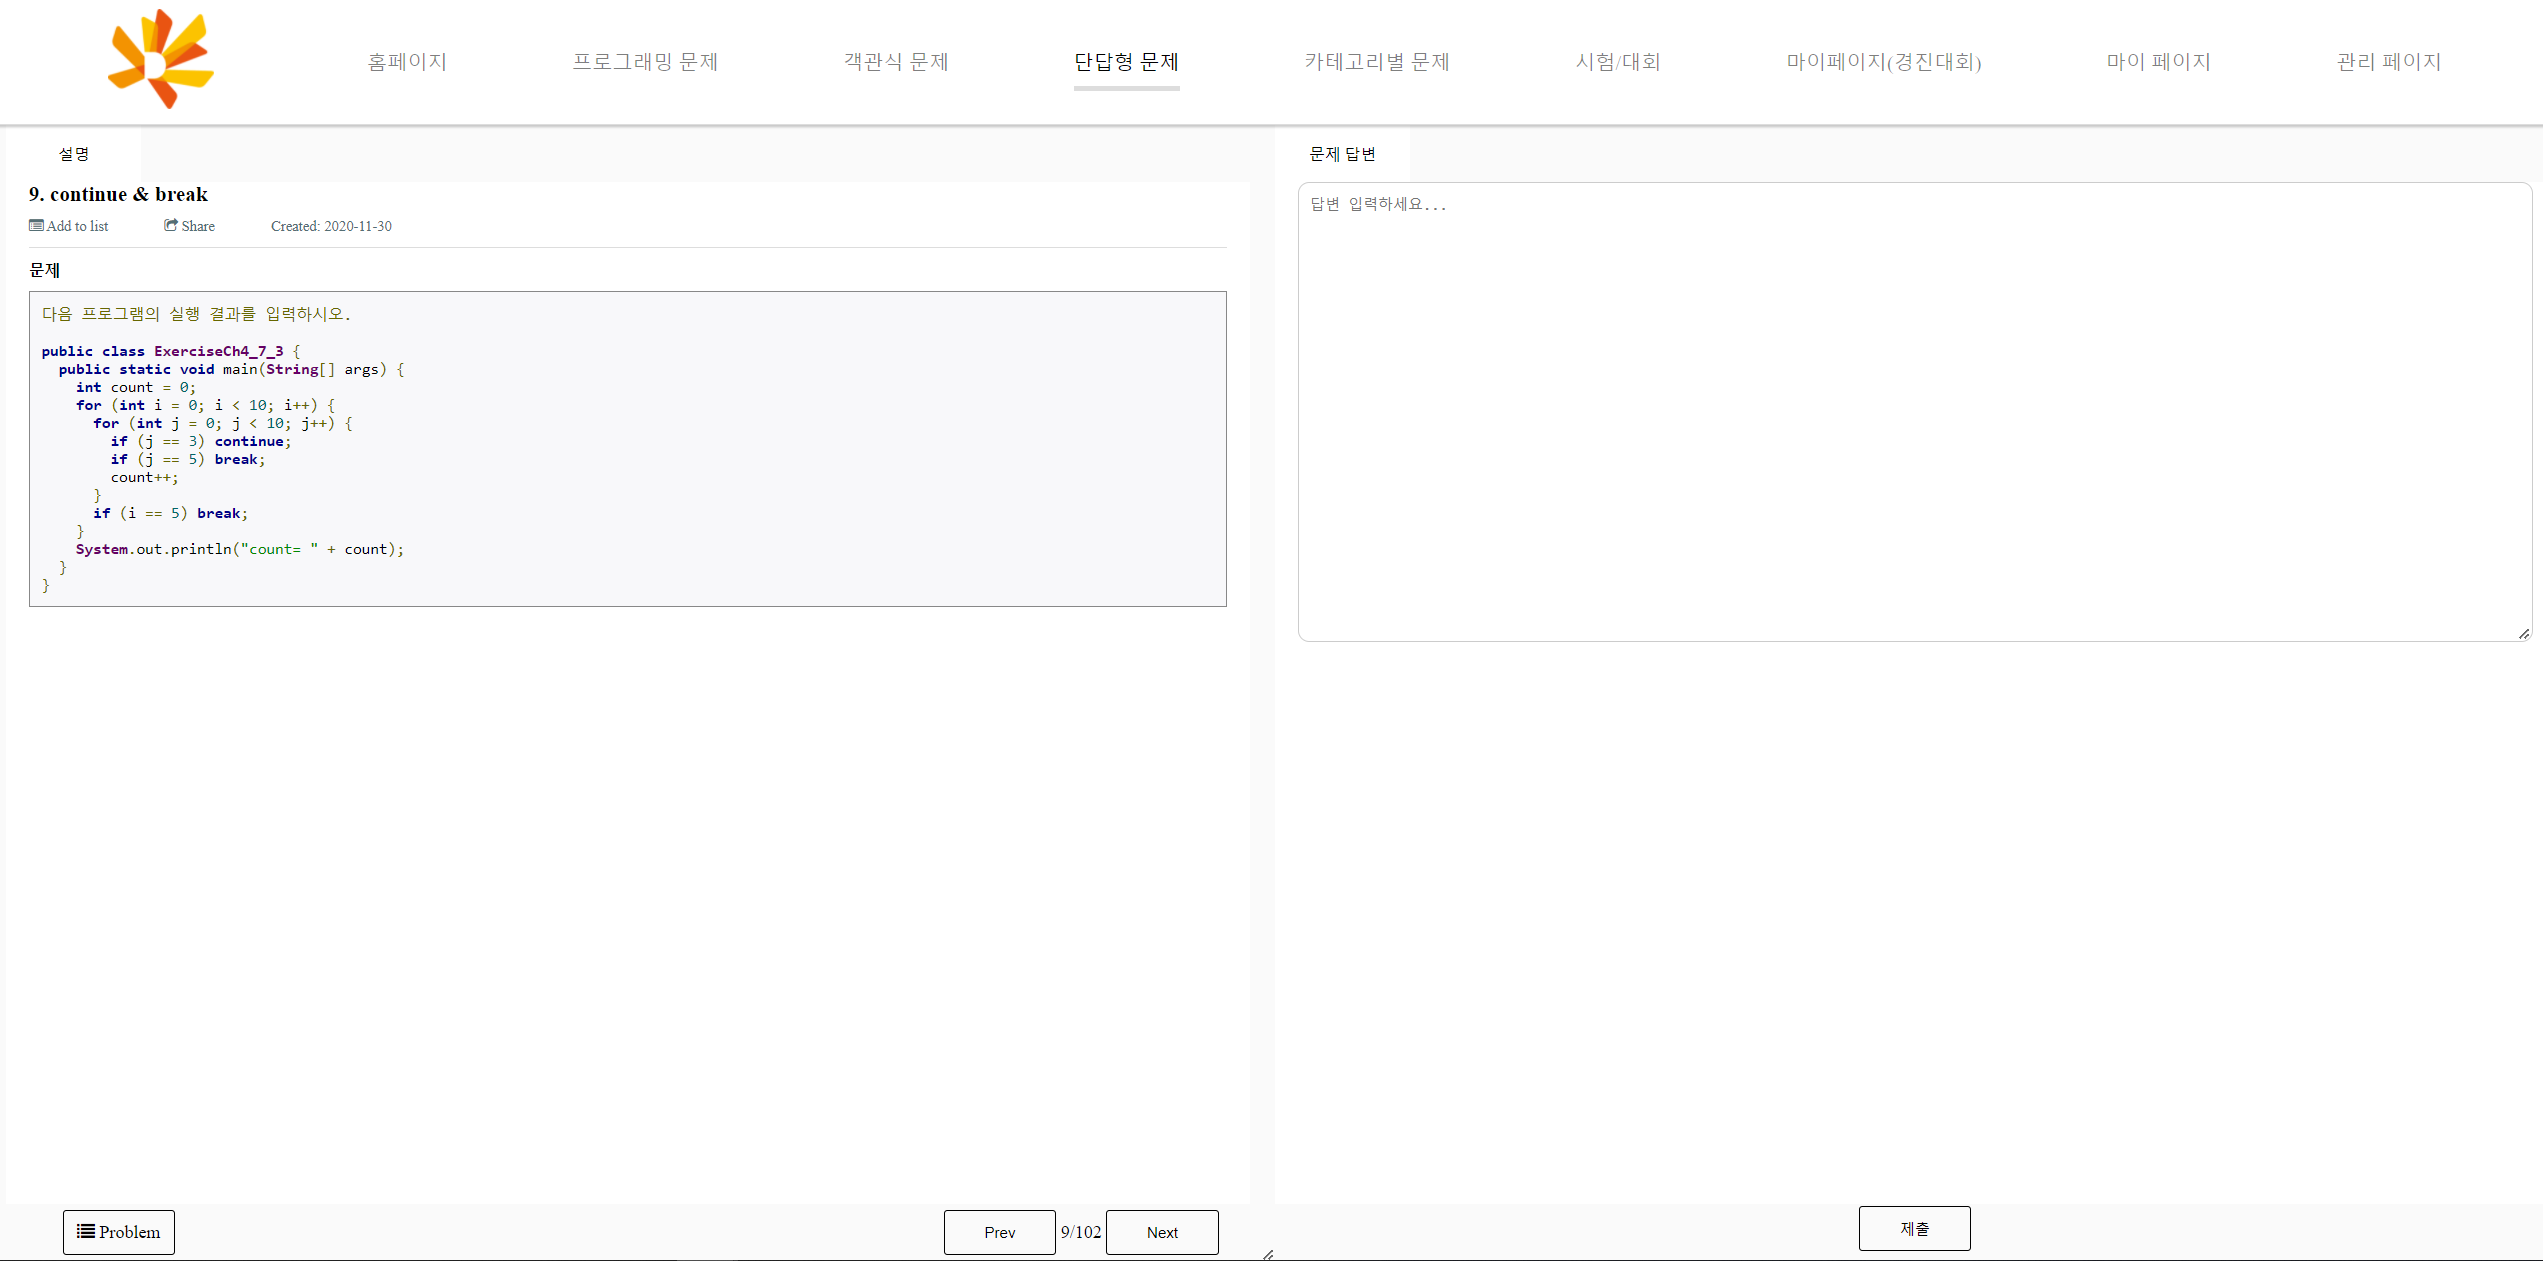 홈페이지 프로그래밍 문제 객관식 문제 단답형 문제 카테고리별 문제 시험/대회 마이페이지(경진대회) 마이 페이지 관리 페이지
설명
9. continue & break
Add to list Share Created: 2020-11-30
문제
다음 프로그램의 실행 결과를 입력하시오.
public class ExerciseCh4_7_3 {
  public static void main(String[] args) {
    int count = 0;
    for (int i = 0; i < 10; i++) {
      for (int j = 0; j < 10; j++) {
        if (j == 3) continue;
        if (j == 5) break;
        count++;
      }
      if (i == 5) break;
    }
    System.out.println("count= " + count);
  }
}
Problem
Prev 9/102 Next
문제 답변
답변 입력하세요...
제출